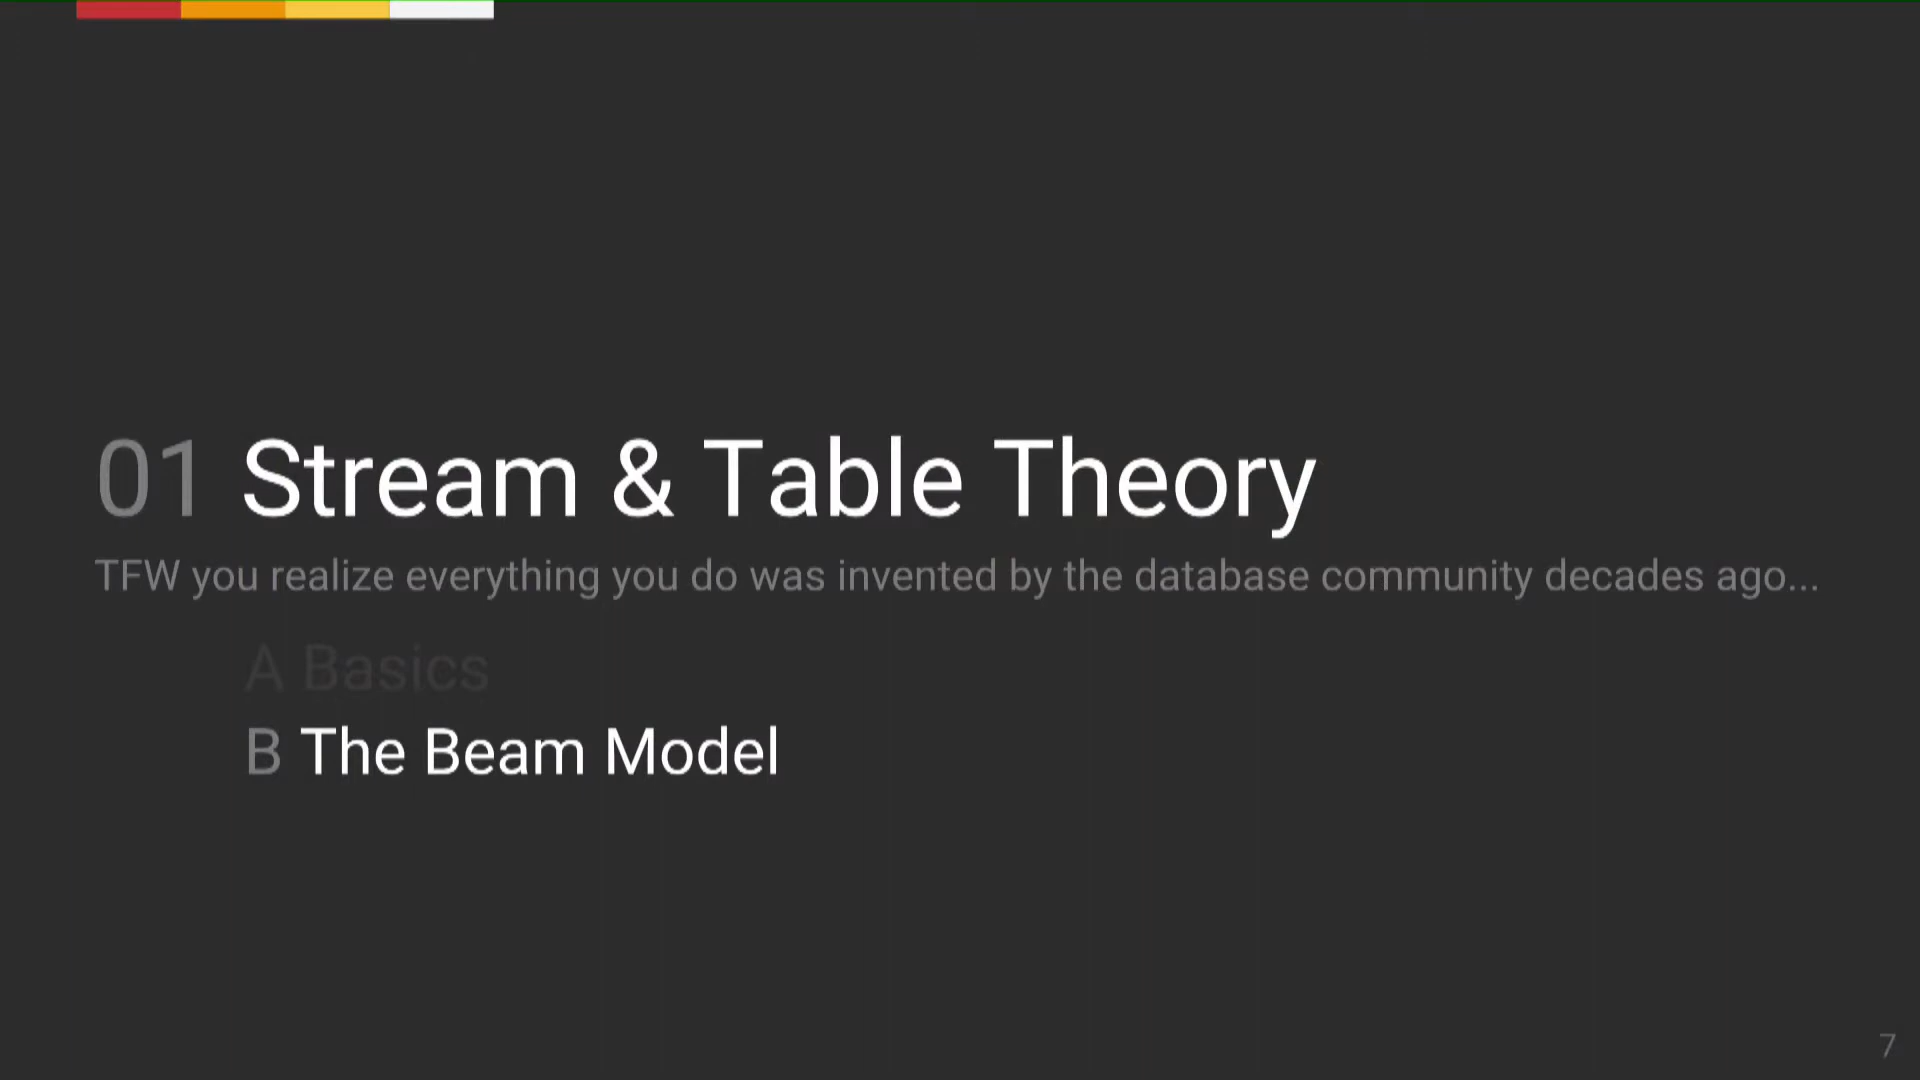 01 Stream & Table Theory
TFW you realize everything you do was invented by the database community decades ago...
A Basics
B The Beam Model
7